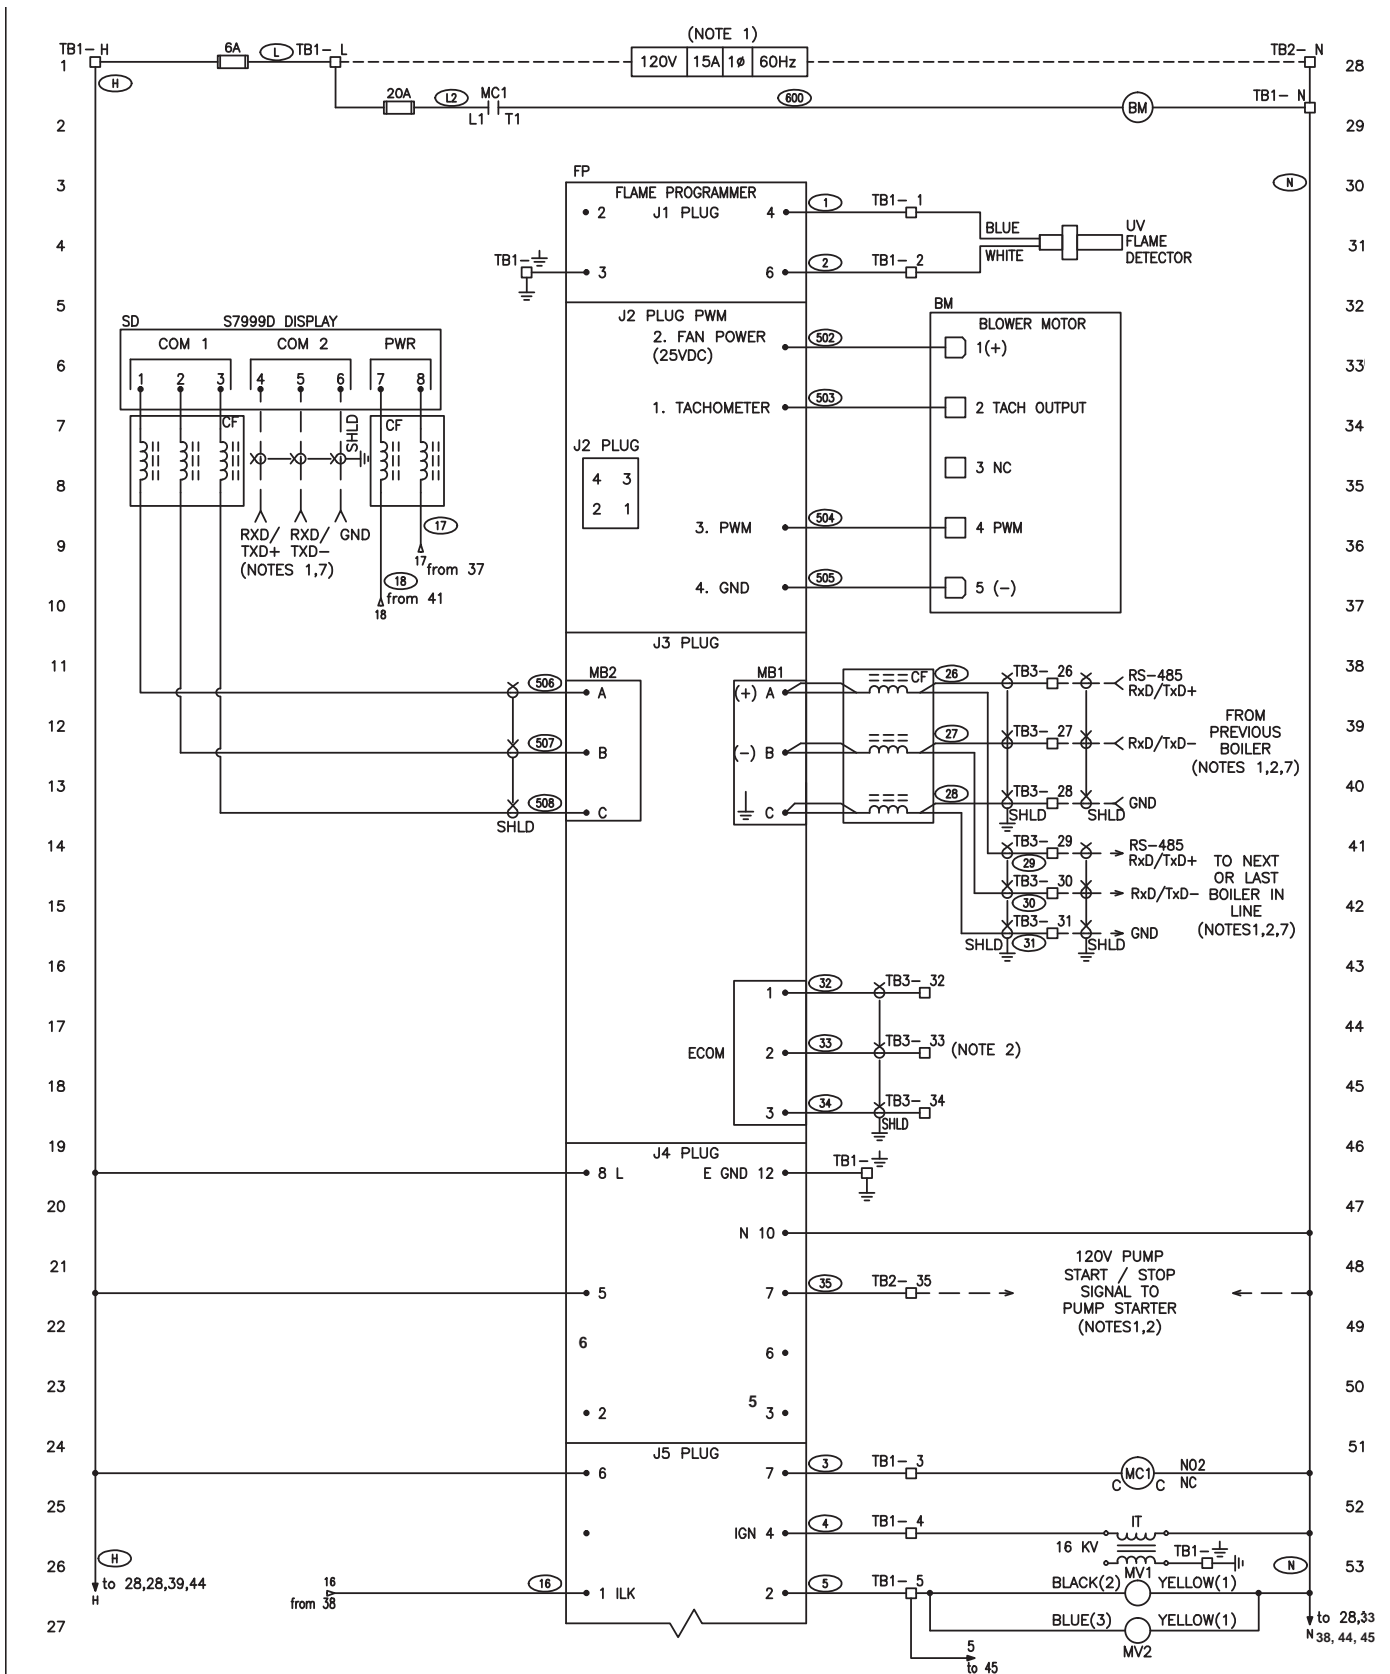 (NOTE 1)
TB1- H
6A
L
TB1- L
120V 15A 1ø 60Hz
TB2- N
1
28
H
20A
L2
MC1
L1 T1
600
BM
TB1- N
2
29
3
FP
FLAME PROGRAMMER
J1 PLUG
30
N
2
4
1
TB1- 1
BLUE
WHITE
UV
FLAME
DETECTOR
4
31
TB1-
3
6
2
TB1- 2
5
32
SD
S7999D DISPLAY
COM 1
COM 2
PWR
1 2 3 4 5 6 7 8
J2 PLUG PWM
2. FAN POWER
(25VDC)
502
BM
BLOWER MOTOR
1(+)
6
33
7
CF
SHLD
CF
1. TACHOMETER
503
2 TACH OUTPUT
34
J2 PLUG
4 3
2 1
3 NC
8
35
RXD/
TXD+
RXD/
TXD-
GND
(NOTES 1,7)
17
17
from 37
3. PWM
504
4 PWM
9
36
18
from 41
18
4. GND
505
5 (-)
10
37
J3 PLUG
11
38
506
MB2
A
MB1
(+) A
CF
26
TB3- 26
RS-485
RxD/TxD+
12
39
507
B
(-) B
27
TB3- 27
RxD/TxD-
FROM
PREVIOUS
BOILER
(NOTES 1,2,7)
13
40
508
C
SHLD
C
28
TB3- 28
GND
SHLD
SHLD
14
41
TB3- 29
29
RS-485
RxD/TxD+
TB3- 30
30
RxD/TxD-
TO NEXT
OR LAST
BOILER IN
LINE
(NOTES1,2,7)
15
42
TB3- 31
31
GND
SHLD
SHLD
16
43
1
32
TB3- 32
17
44
ECOM
2
33
TB3- 33
(NOTE 2)
18
45
3
34
TB3- 34
SHLD
19
46
J4 PLUG
8 L
E GND 12
TB1-
20
47
N 10
21
48
5
7
35
TB2- 35
120V PUMP
START / STOP
SIGNAL TO
PUMP STARTER
(NOTES1,2)
22
49
6
6
23
50
2
5
3
24
51
J5 PLUG
6
7
3
TB1- 3
MC1
C C
NO2
NC
25
52
IGN 4
4
TB1- 4
IT
16 KV
TB1-
26
53
H
to 28,28,39,44
H
N
16
from 38
16
1 ILK
2
5
TB1- 5
MV1
BLACK(2)
YELLOW(1)
27
BLUE(3)
YELLOW(1)
MV2
to 28,33
N 38, 44, 45
5
to 45